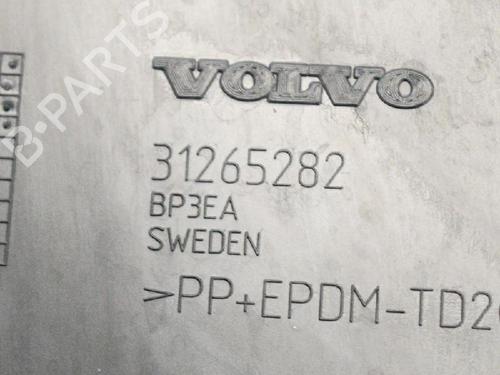 VOLVO
31265282
BP3EA
SWEDEN
>PP+EPDM-TD2
B-PARTS